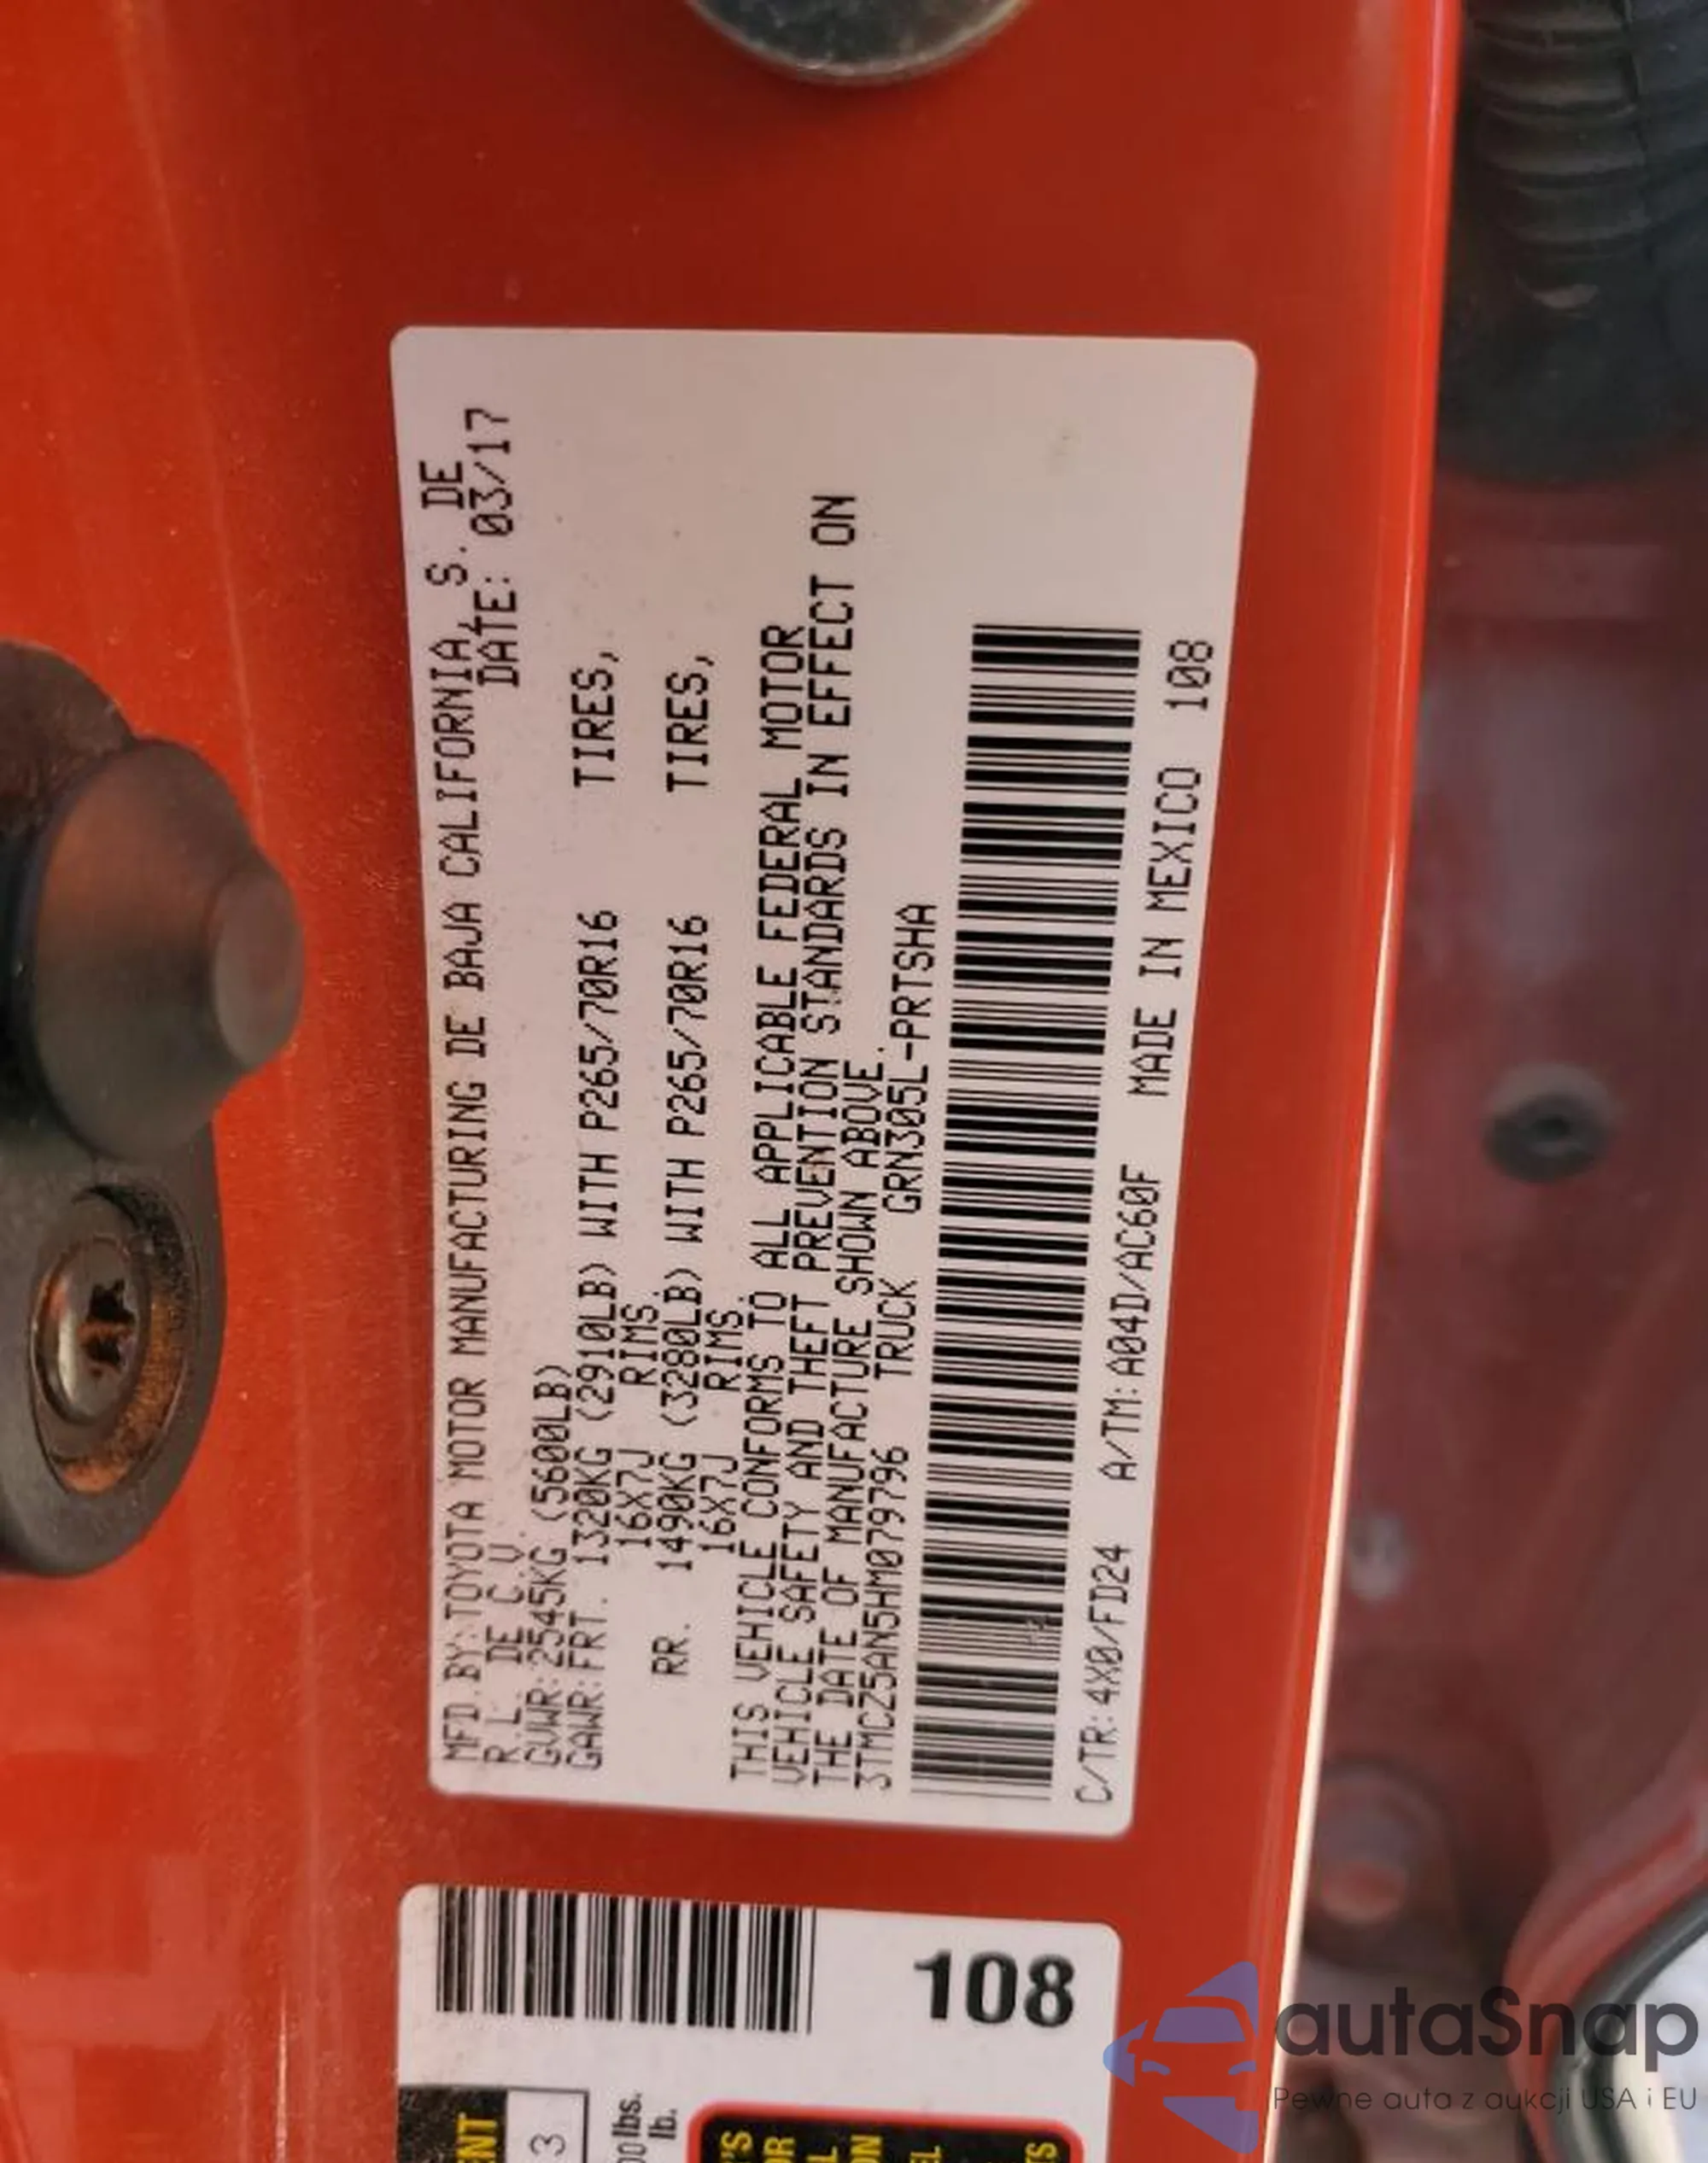 MFD.BY:TOYOTA MOTOR MANUFACTURING DE BAJA CALIFORNIA, S. DE
R.L. DE C.V. DATE: 03/17
GVWR:2545KG (5600LB)
GAWR:FRT. 1320KG (2910LB) WITH P265/70R16 TIRES,
16X7J RIMS.
RR. 1490KG (3280LB) WITH P265/70R16 TIRES,
16X7J RIMS.
THIS VEHICLE CONFORMS TO ALL APPLICABLE FEDERAL MOTOR
VEHICLE SAFETY AND THEFT PREVENTION STANDARDS IN EFFECT ON
THE DATE OF MANUFACTURE SHOWN ABOVE.
3TMCZ5AN5HM079796 TRUCK GRN305L-PRTSHA
C/TR:4X0/FD24 A/TM:A04D/AC60F MADE IN MEXICO 108
108
3
lbs.
lb.
autaSnap
Pewne auta z aukcji USA i EU